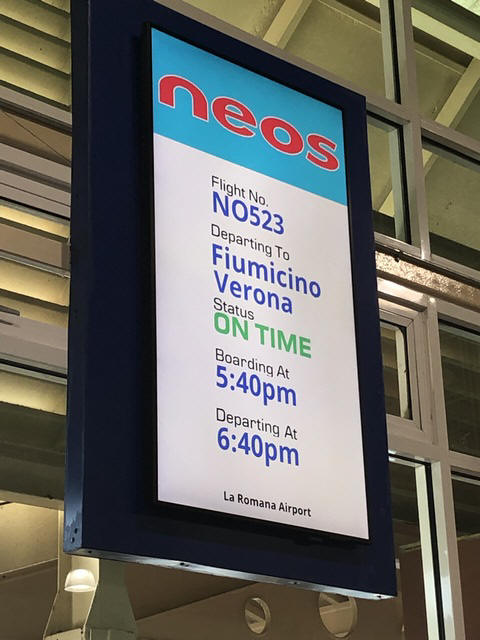 neos
Flight No.
NO523
Departing To
Fiumicino
Verona
Status
ON TIME
Boarding At
5:40pm
Departing At
6:40pm
La Romana Airport